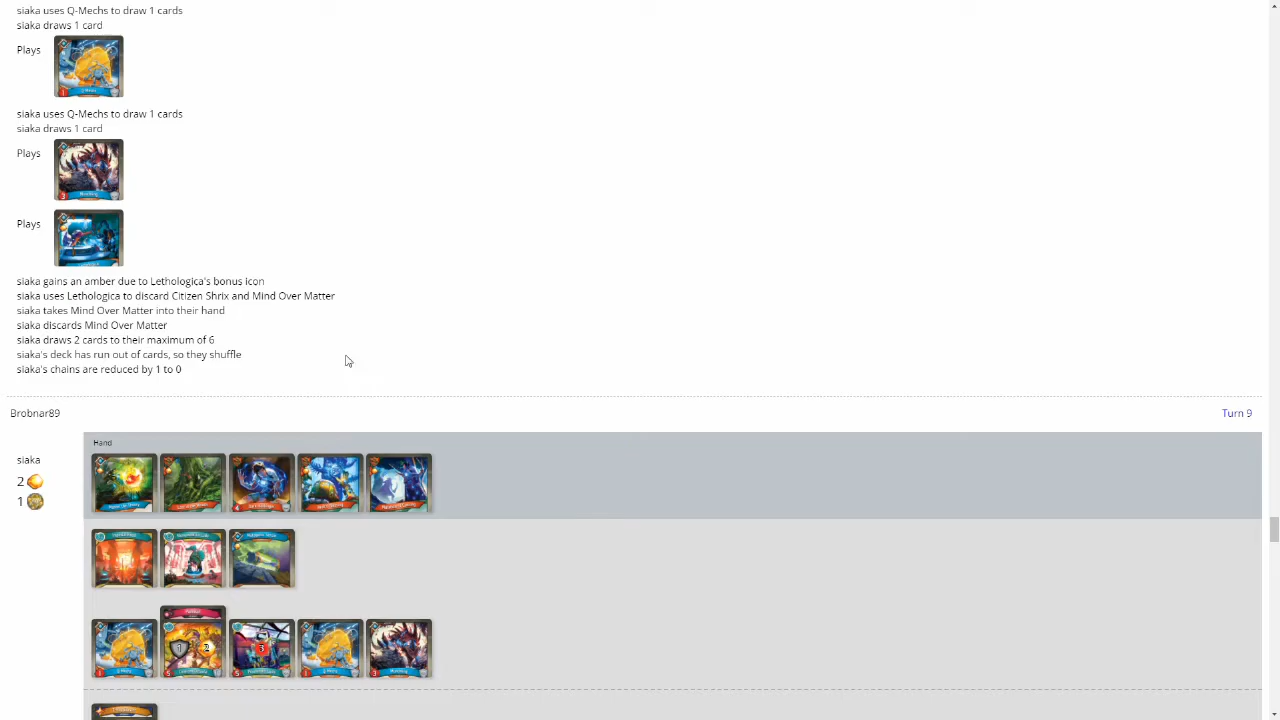 siaka uses Q-Mechs to draw 1 cards
siaka draws 1 card
Plays
siaka uses Q-Mechs to draw 1 cards
siaka draws 1 card
Plays
Plays
siaka gains an amber due to Lethologica's bonus icon
siaka uses Lethologica to discard Citizen Shrix and Mind Over Matter
siaka takes Mind Over Matter into their hand
siaka discards Mind Over Matter
siaka draws 2 cards to their maximum of 6
siaka's deck has run out of cards, so they shuffle
siaka's chains are reduced by 1 to 0
Brobnar89
Turn 9
siaka
Hand
2
1